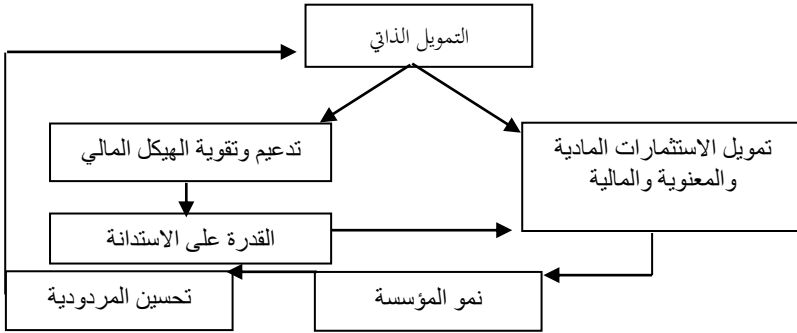 التمويل الذاتي
تدعيم وتقوية الهيكل المالي
تمويل الاستثمارات المادية
والمعنوية والمالية
القدرة على الاستدانة
نمو المؤسسة
تحسين المردودية